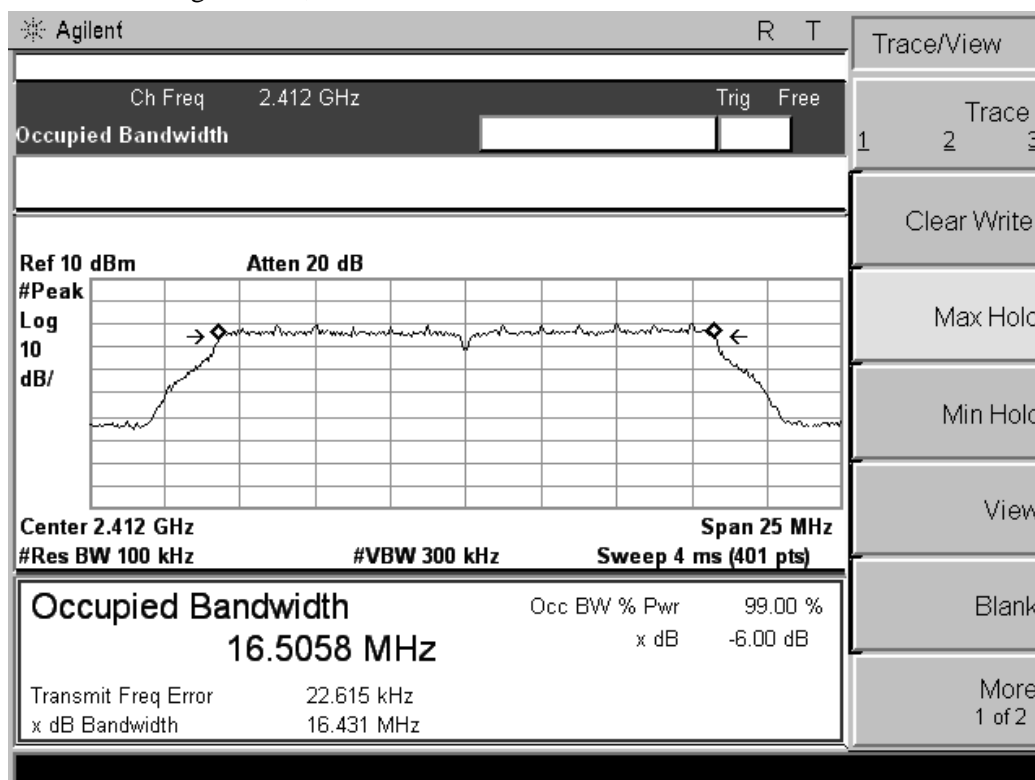 Agilent R T
Trace/View
Ch Freq 2.412 GHz Trig Free
Occupied Bandwidth
Trace
1 2 3
Clear Write
Ref 10 dBm Atten 20 dB
#Peak
Log
10
dB/
Max Hold
Min Hold
View
Center 2.412 GHz Span 25 MHz
#Res BW 100 kHz #VBW 300 kHz Sweep 4 ms (401 pts)
Occupied Bandwidth Occ BW % Pwr 99.00 %
16.5058 MHz x dB -6.00 dB
Blank
Transmit Freq Error 22.615 kHz
x dB Bandwidth 16.431 MHz
More
1 of 2